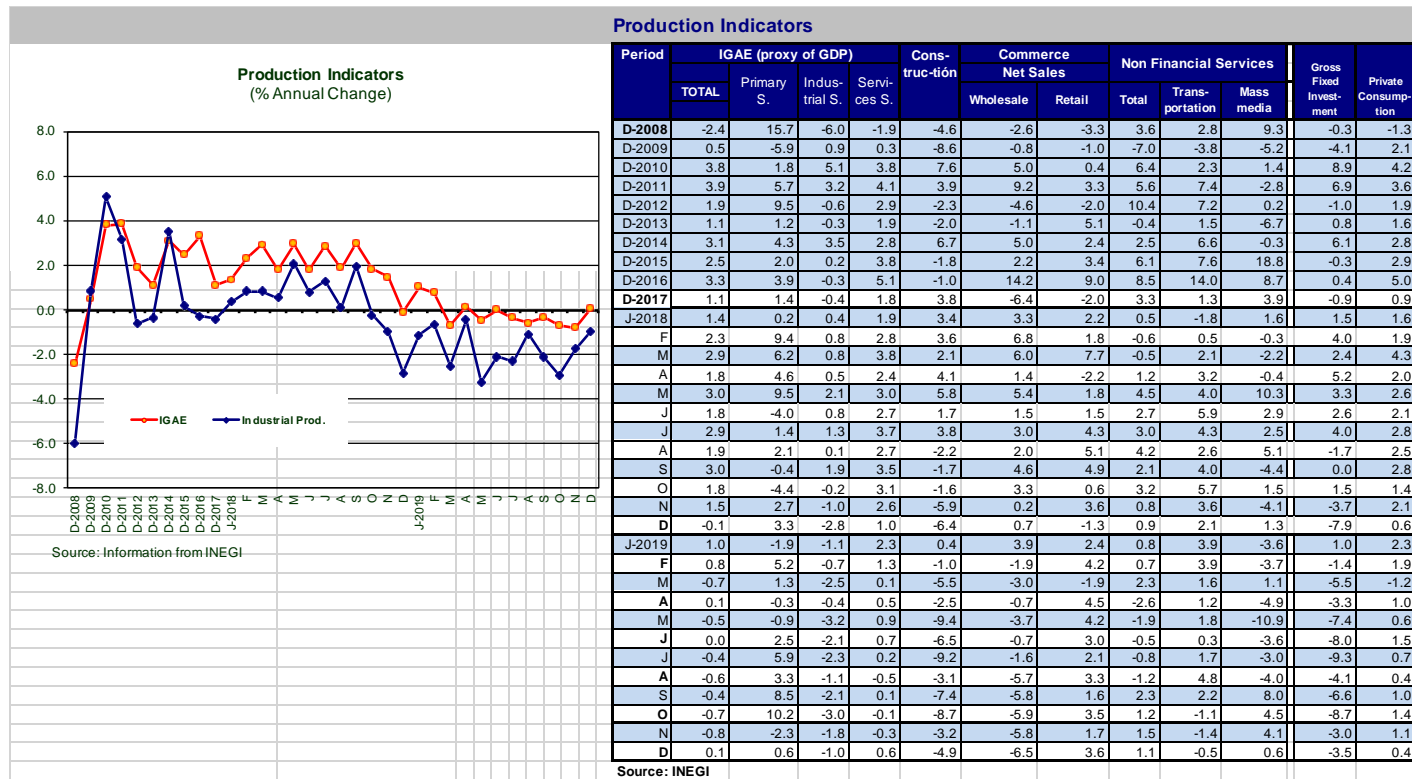 Production Indicators
Production Indicators
(% Annual Change)
8.0
6.0
4.0
2.0
0.0
-2.0
-4.0
-6.0
-8.0
IGAE Industrial Prod.
D-2008 D-2009 D-2010 D-2011 D-2012 D-2013 D-2014 D-2015 D-2016 D-2017 J-2018 F M A M J J A S O N D J-2019 F M A M J J A S O N D
Source: Information from INEGI
Period IGAE (proxy of GDP) Cons- Commerce Non Financial Services Gross Private
truc-tión Net Sales Fixed Consump-
TOTAL Primary Indus- Servi- Wholesale Retail Total Trans- Mass Invest- tion
S. trial S. ces S. portation media ment
D-2008 -2.4 15.7 -6.0 -1.9 -4.6 -2.6 -3.3 3.6 2.8 9.3 -0.3 -1.3
D-2009 0.5 -5.9 0.9 0.3 -8.6 -0.8 -1.0 -7.0 -3.8 -5.2 -4.1 2.1
D-2010 3.8 1.8 5.1 3.8 7.6 5.0 0.4 6.4 2.3 1.4 8.9 4.2
D-2011 3.9 5.7 3.2 4.1 3.9 9.2 3.3 5.6 7.4 -2.8 6.9 3.6
D-2012 1.9 9.5 -0.6 2.9 -2.3 -4.6 -2.0 10.4 7.2 0.2 -1.0 1.9
D-2013 1.1 1.2 -0.3 1.9 -2.0 -1.1 5.1 -0.4 1.5 -6.7 0.8 1.6
D-2014 3.1 4.3 3.5 2.8 6.7 5.0 2.4 2.5 6.6 -0.3 6.1 2.8
D-2015 2.5 2.0 0.2 3.8 -1.8 2.2 3.4 6.1 7.6 18.8 -0.3 2.9
D-2016 3.3 3.9 -0.3 5.1 -1.0 14.2 9.0 8.5 14.0 8.7 0.4 5.0
D-2017 1.1 1.4 -0.4 1.8 3.8 -6.4 -2.0 3.3 1.3 3.9 -0.9 0.9
J-2018 1.4 0.2 0.4 1.9 3.4 3.3 2.2 0.5 -1.8 1.6 1.5 1.6
F 2.3 9.4 0.8 2.8 3.6 6.8 1.8 -0.6 0.5 -0.3 4.0 1.9
M 2.9 6.2 0.8 3.8 2.1 6.0 7.7 -0.5 2.1 -2.2 2.4 4.3
A 1.8 4.6 0.5 2.4 4.1 1.4 -2.2 1.2 3.2 -0.4 5.2 2.0
M 3.0 9.5 2.1 3.0 5.8 5.4 1.8 4.5 4.0 10.3 3.3 2.6
J 1.8 -4.0 0.8 2.7 1.7 1.5 1.5 2.7 5.9 2.9 2.6 2.1
J 2.9 1.4 1.3 3.7 3.8 3.0 4.3 3.0 4.3 2.5 4.0 2.8
A 1.9 2.1 0.1 2.7 -2.2 2.0 5.1 4.2 2.6 5.1 -1.7 2.5
S 3.0 -0.4 1.9 3.5 -1.7 4.6 4.9 2.1 4.0 -4.4 0.0 2.8
O 1.8 -4.4 -0.2 3.1 -1.6 3.3 0.6 3.2 5.7 1.5 1.5 1.4
N 1.5 2.7 -1.0 2.6 -5.9 0.2 3.6 0.8 3.6 -4.1 -3.7 2.1
D -0.1 3.3 -2.8 1.0 -6.4 0.7 -1.3 0.9 2.1 1.3 -7.9 0.6
J-2019 1.0 -1.9 -1.1 2.3 0.4 3.9 2.4 0.8 3.9 -3.6 1.0 2.3
F 0.8 5.2 -0.7 1.3 -1.0 -1.9 4.2 0.7 3.9 -3.7 -1.4 1.9
M -0.7 1.3 -2.5 0.1 -5.5 -3.0 -1.9 2.3 1.6 1.1 -5.5 -1.2
A 0.1 -0.3 -0.4 0.5 -2.5 -0.7 4.5 -2.6 1.2 -4.9 -3.3 1.0
M -0.5 -0.9 -3.2 0.9 -9.4 -3.7 4.2 -1.9 1.8 -10.9 -7.4 0.6
J 0.0 2.5 -2.1 0.7 -6.5 -0.7 3.0 -0.5 0.3 -3.6 -8.0 1.5
J -0.4 5.9 -2.3 0.2 -9.2 -1.6 2.1 -0.8 1.7 -3.0 -9.3 0.7
A -0.6 3.3 -1.1 -0.5 -3.1 -5.7 3.3 -1.2 4.8 -4.0 -4.1 0.4
S -0.4 8.5 -2.1 0.1 -7.4 -5.8 1.6 2.3 2.2 8.0 -6.6 1.0
O -0.7 10.2 -3.0 -0.1 -8.7 -5.9 3.5 1.2 -1.1 4.5 -8.7 1.4
N -0.8 -2.3 -1.8 -0.3 -3.2 -5.8 1.7 1.5 -1.4 4.1 -3.0 1.1
D 0.1 0.6 -1.0 0.6 -4.9 -6.5 3.6 1.1 -0.5 0.6 -3.5 0.4
Source: INEGI